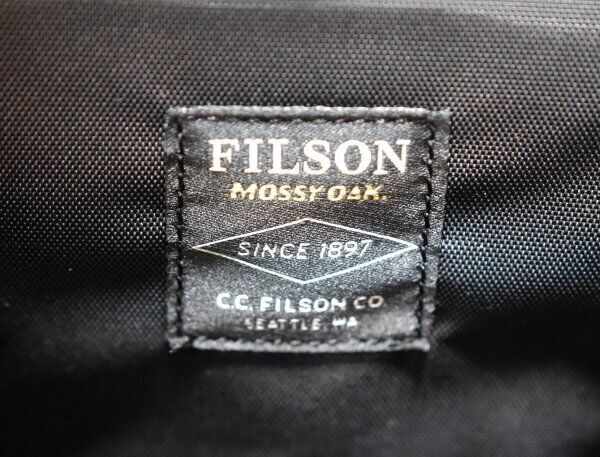 FILSON
MOSSY OAK.
SINCE 1897
C.C. FILSON CO
SEATTLE, WA